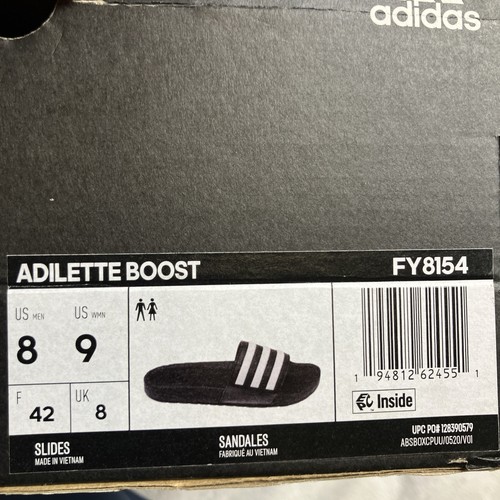 adidas
ADILETTE BOOST FY8154
US MEN US WMN
8 9
F UK
42 8
1 94812 62455 1
Inside
SLIDES SANDALES UPC PO# 128390579
MADE IN VIETNAM FABRIQUÉ AU VIETNAM ABSBOXCPUU/0520/V01